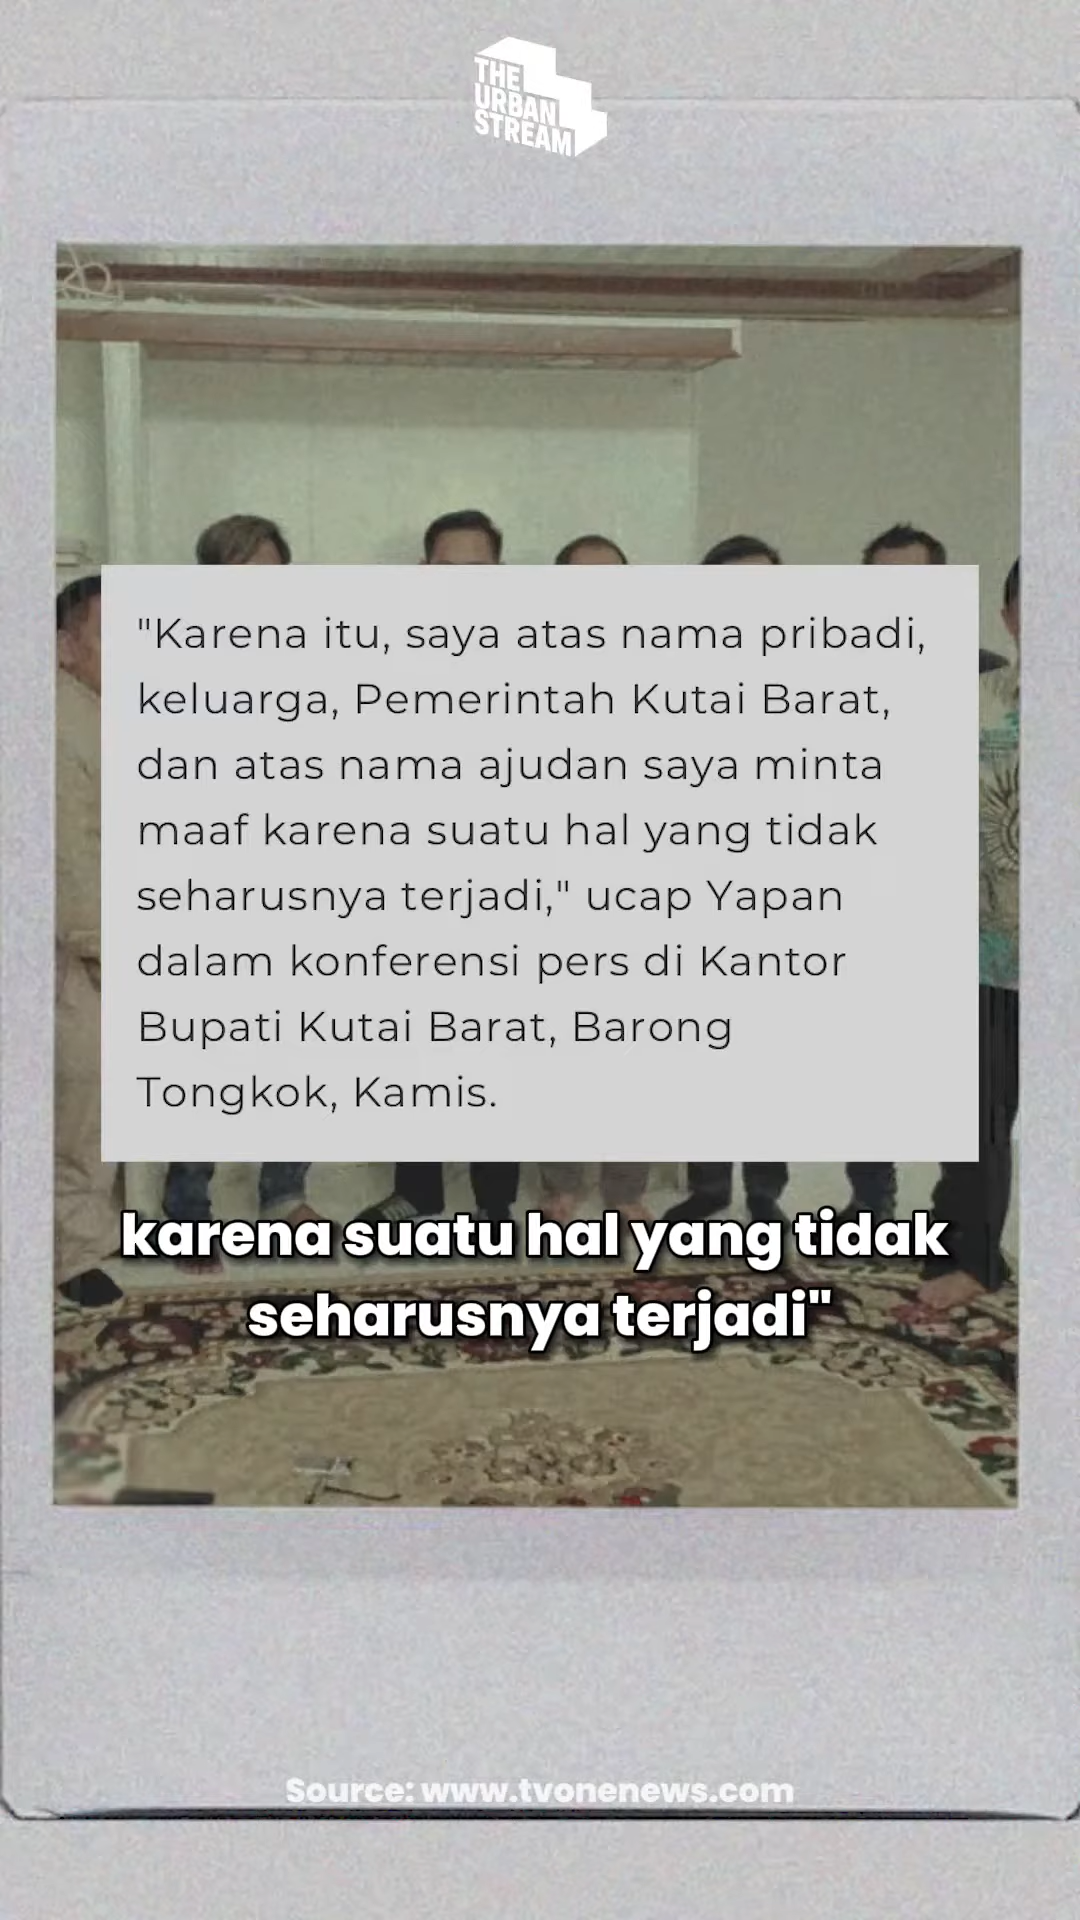 THE
URBAN
STREAM
"Karena itu, saya atas nama pribadi,
keluarga, Pemerintah Kutai Barat,
dan atas nama ajudan saya minta
maaf karena suatu hal yang tidak
seharusnya terjadi," ucap Yapan
dalam konferensi pers di Kantor
Bupati Kutai Barat, Barong
Tongkok, Kamis.
karena suatu hal yang tidak
seharusnya terjadi"
Source: www.tvonenews.com